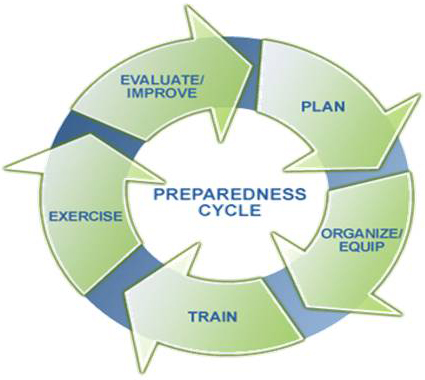 PREPAREDNESS
CYCLE
PLAN
ORGANIZE/
EQUIP
TRAIN
EXERCISE
EVALUATE/
IMPROVE